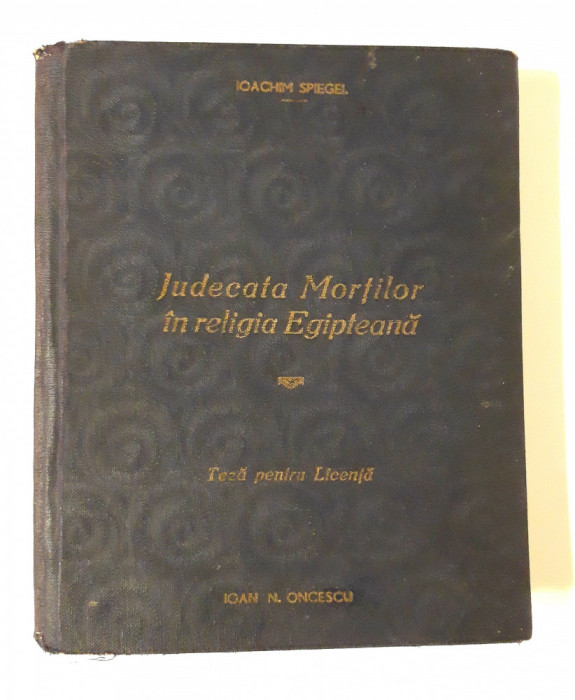 IOACHIM SPIEGEL
Judecata Morților
în religia Egipteană
Teză pentru Licență
IOAN N. ONCESCU